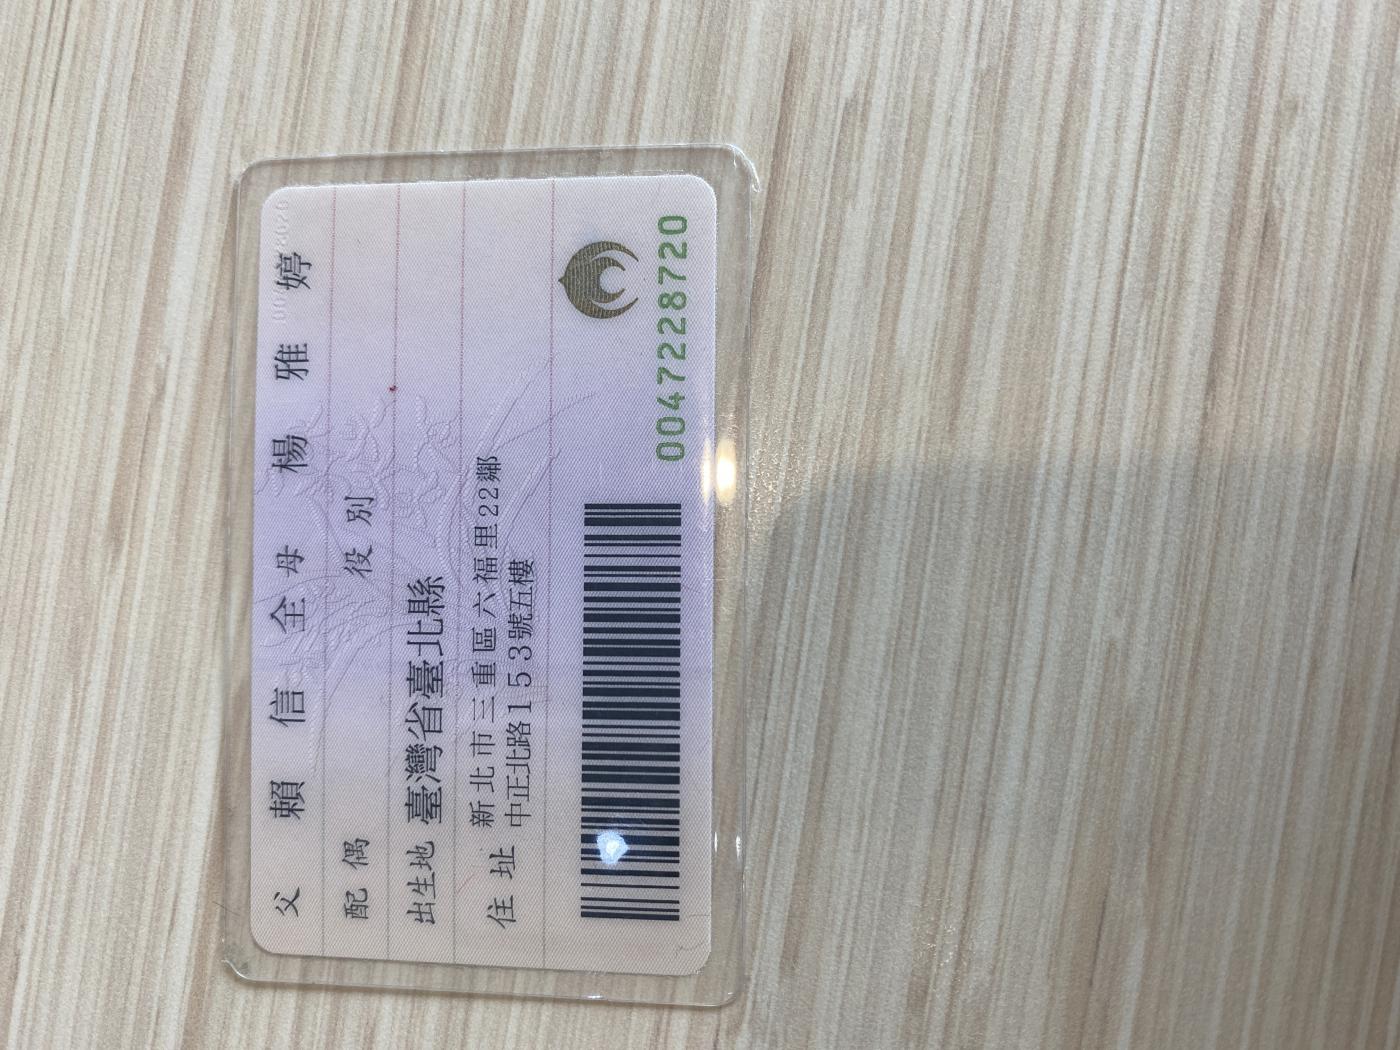 父 賴信全 母 楊雅婷
配偶 役別
出生地 臺灣省臺北縣
住址 新北市三重區六福里22鄰
中正北路153號五樓
0047228720